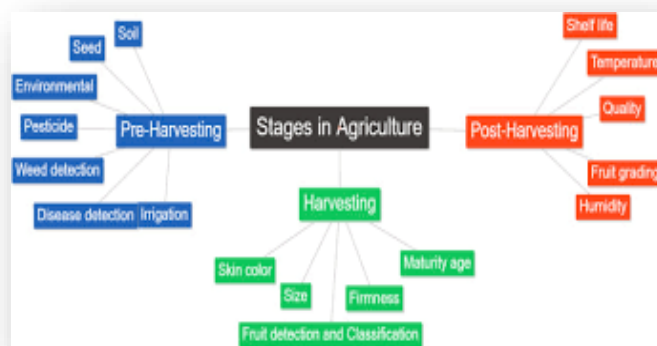 Stages in Agriculture
Pre-Harvesting
Soil
Seed
Environmental
Pesticide
Weed detection
Disease detection
Irrigation
Harvesting
Skin color
Size
Fruit detection and Classification
Firmness
Maturity age
Post-Harvesting
Shelf life
Temperature
Quality
Fruit grading
Humidity